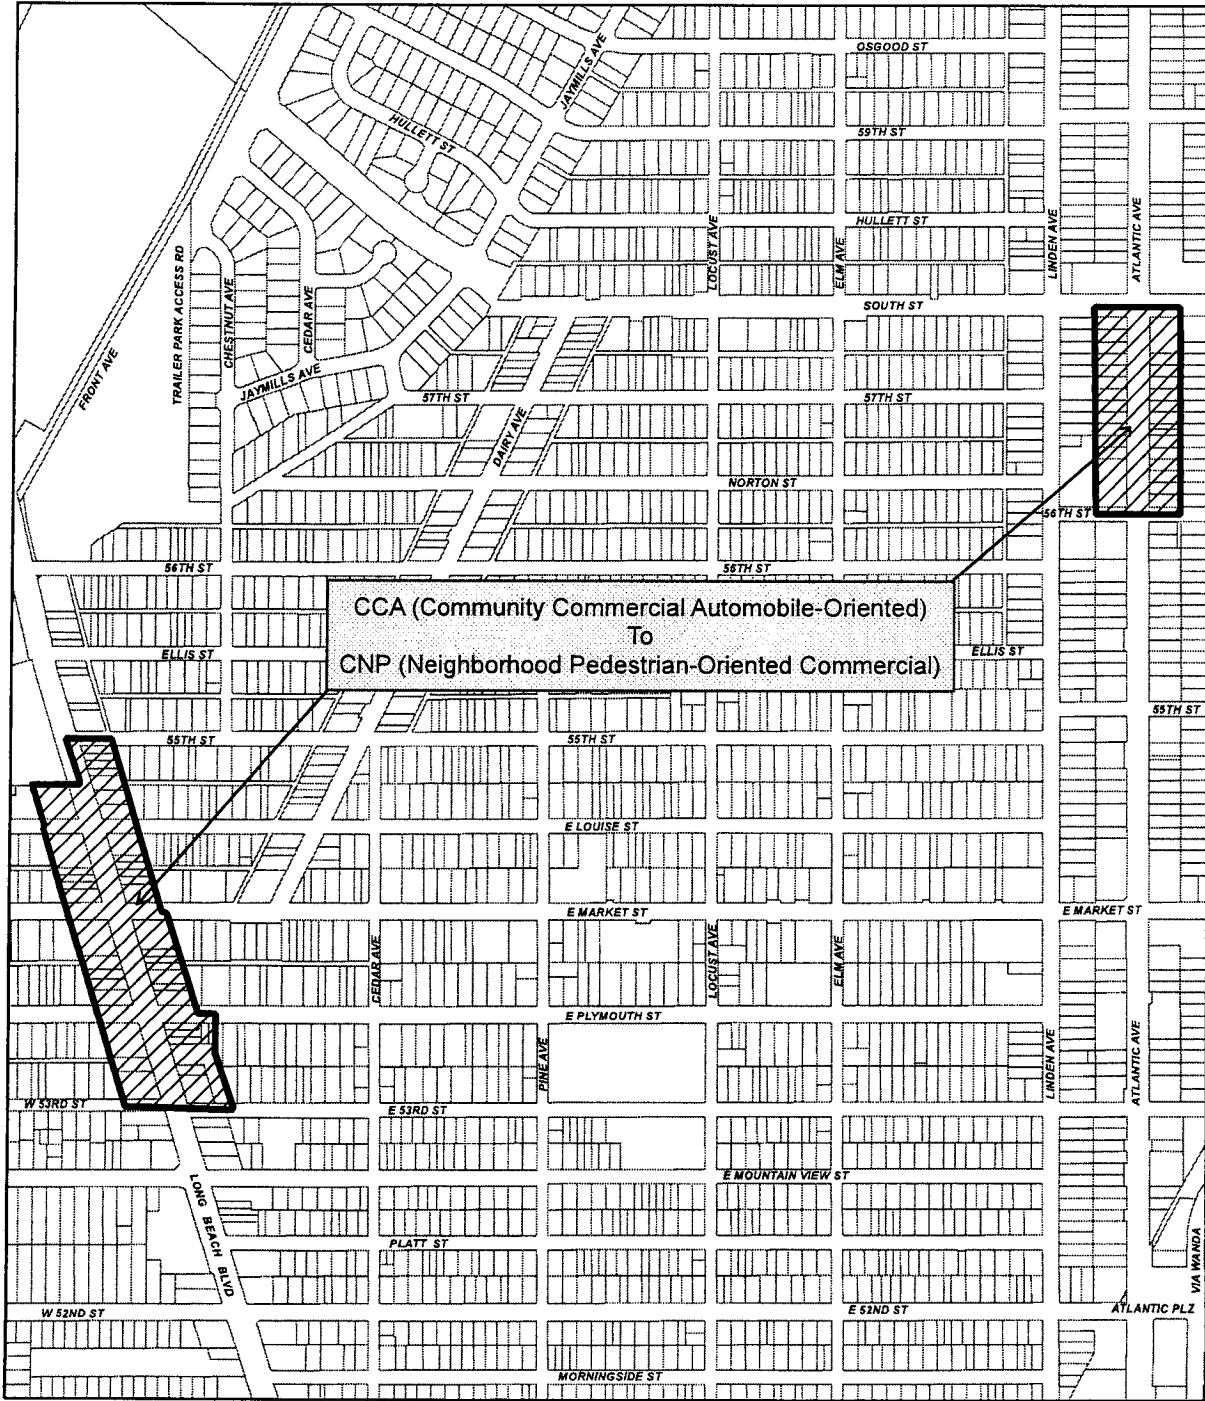 OSGOOD ST
JAYMILLS AVE
HULLETT ST
59TH ST
HULLETT ST
LOCUST AVE
ELM AVE
LINDEN AVE
ATLANTIC AVE
TRAILER PARK ACCESS RD
CHESTNUT AVE
CEDAR AVE
SOUTH ST
FRONT AVE
JAYMILLS AVE
57TH ST
57TH ST
DAIRY AVE
NORTON ST
56TH ST
56TH ST
56TH ST
CCA (Community Commercial Automobile-Oriented)
To
CNP (Neighborhood Pedestrian-Oriented Commercial)
ELLIS ST
ELLIS ST
55TH ST
55TH ST
55TH ST
E LOUISE ST
E MARKET ST
E MARKET ST
CEDAR AVE
LOCUST AVE
ELM AVE
E PLYMOUTH ST
PINE AVE
LINDEN AVE
ATLANTIC AVE
W 53RD ST
E 53RD ST
E MOUNTAIN VIEW ST
LONG BEACH BLVD
PLATT ST
VIA WANDA
W 52ND ST
E 52ND ST
ATLANTIC PLZ
MORNINGSIDE ST